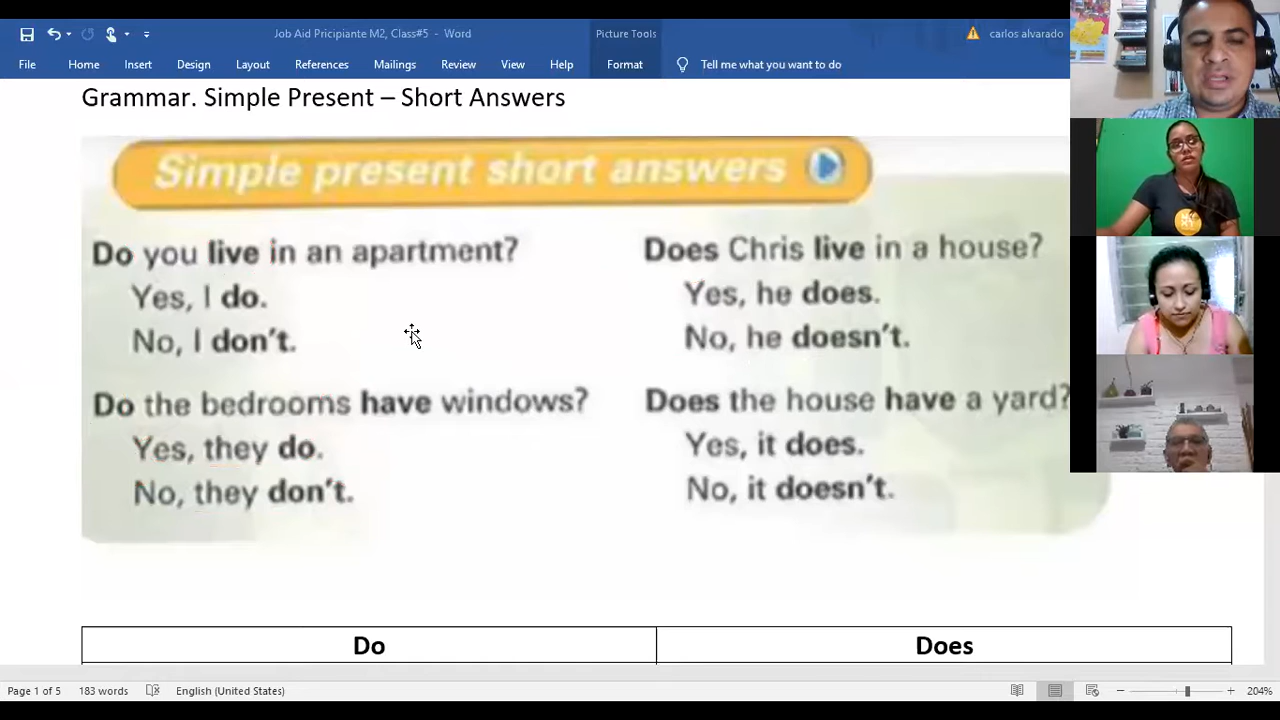 Job Aid Pricipiante M2, Class#5 - Word
Picture Tools
carlos alvarado
File Home Insert Design Layout References Mailings Review View Help Format Tell me what you want to do
Grammar. Simple Present – Short Answers
Simple present short answers
Do you live in an apartment?
Yes, I do.
No, I don't.
Does Chris live in a house?
Yes, he does.
No, he doesn't.
Do the bedrooms have windows?
Yes, they do.
No, they don't.
Does the house have a yard?
Yes, it does.
No, it doesn't.
Do
Does
Page 1 of 5 183 words English (United States) 204%